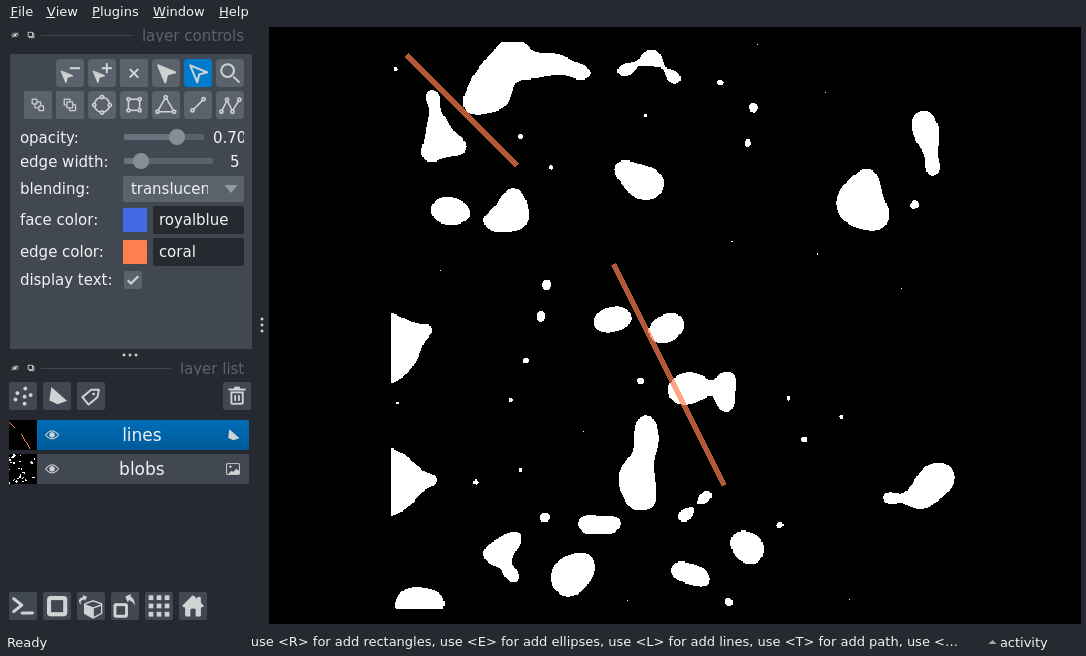 File View Plugins Window Help
layer controls
opacity: 0.70
edge width: 5
blending: translucen
face color: royalblue
edge color: coral
display text:
layer list
lines
blobs
Ready use <R> for add rectangles, use <E> for add ellipses, use <L> for add lines, use <T> for add path, use <... activity